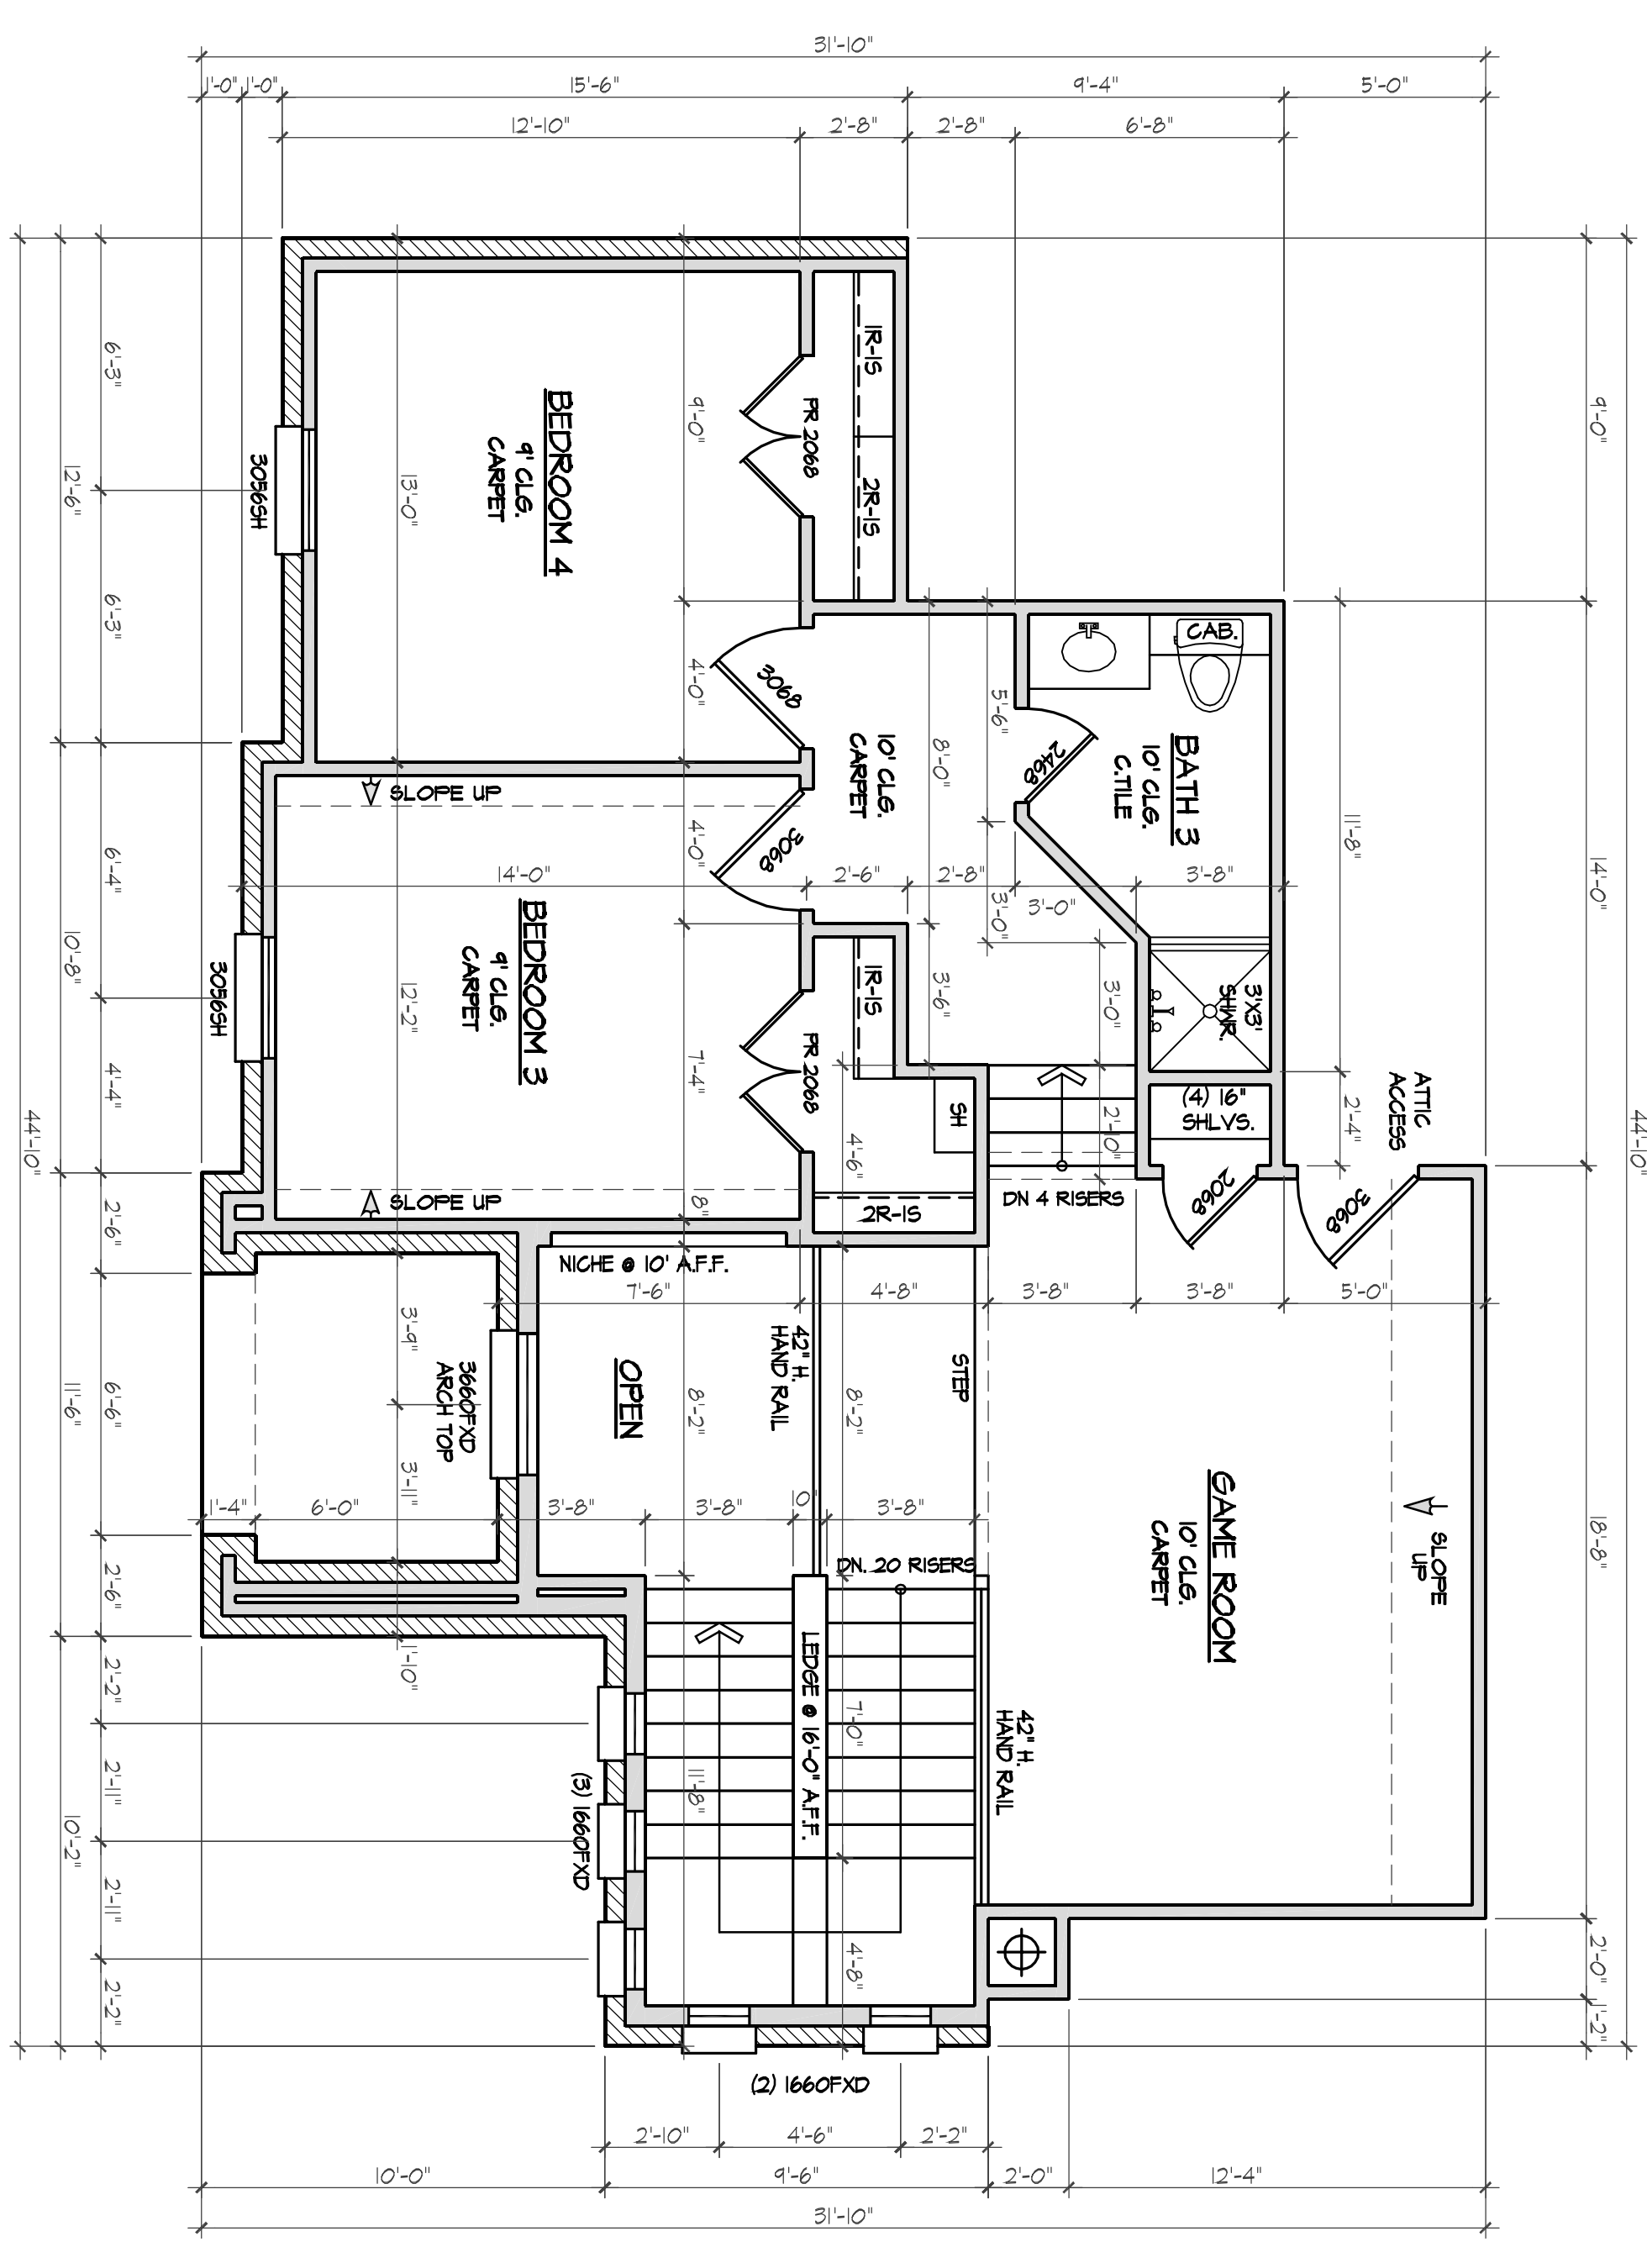 31'-10"
1'-0"
1'-0"
15'-6"
9'-4"
5'-0"
12'-10"
2'-8"
2'-8"
6'-8"
44'-10"
12'-6"
10'-8"
11'-6"
10'-2"
6'-3"
6'-3"
6'-4"
4'-4"
2'-6"
6'-6"
2'-6"
2'-2"
2'-11"
2'-11"
2'-2"
BEDROOM 4
9' CLG.
CARPET
13'-0"
9'-0"
3056SH
1R-1S
2R-1S
PR 2068
3068
4'-0"
SLOPE UP
3068
4'-0"
14'-0"
2'-6"
2'-8"
3'-0"
3'-8"
10' CLG.
CARPET
8'-0"
5'-6"
3'-0"
CAB.
BATH 3
10' CLG.
C.TILE
2468
3'X3'
SHWR.
(4) 16"
SHLVS.
11'-8"
2'-4"
ATTIC
ACCESS
BEDROOM 3
9' CLG.
CARPET
12'-2"
7'-4"
3056SH
1R-1S
PR 2068
3'-6"
3'-0"
2'-10"
SH
4'-6"
2R-1S
SLOPE UP
8"
DN 4 RISERS
2068
3068
NICHE @ 10' A.F.F.
7'-6"
4'-8"
3'-8"
3'-8"
5'-0"
3'-9"
3'-11"
3660FXD
ARCH TOP
OPEN
42" H.
HAND RAIL
8'-2"
8'-2"
STEP
1'-4"
6'-0"
3'-8"
3'-8"
10"
3'-8"
DN. 20 RISERS
GAME ROOM
10' CLG.
CARPET
SLOPE
UP
1'-10"
LEDGE @ 16'-0" A.F.F.
7'-0"
11'-8"
4'-8"
42" H.
HAND RAIL
(3) 1660FXD
(2) 1660FXD
9'-0"
14'-0"
18'-8"
2'-0"
1'-2"
44'-10"
2'-10"
4'-6"
2'-2"
10'-0"
9'-6"
2'-0"
12'-4"
31'-10"